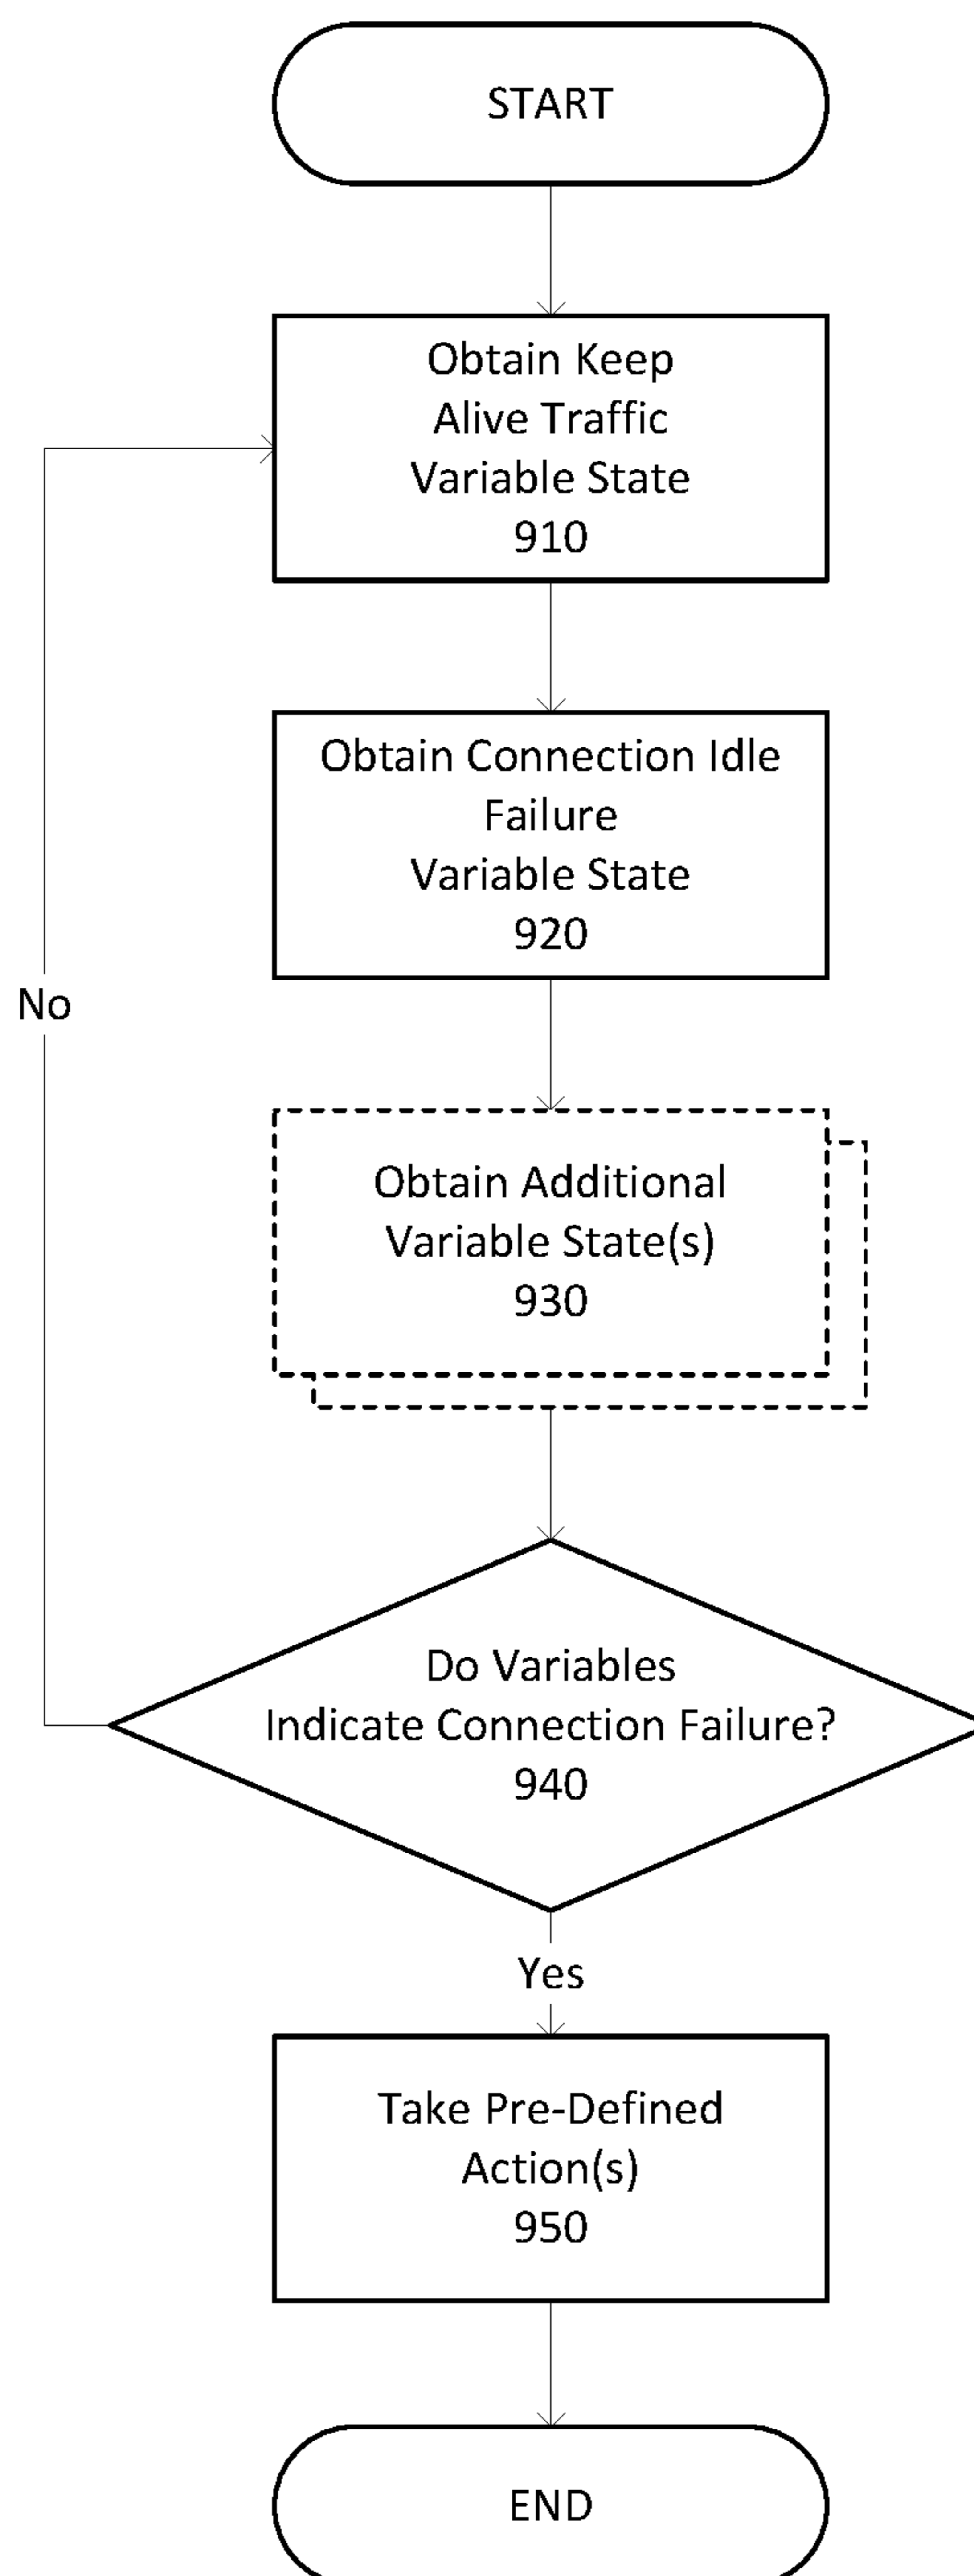 START
Obtain Keep
Alive Traffic
Variable State
910
Obtain Connection Idle
Failure
Variable State
920
No
Obtain Additional
Variable State(s)
930
Do Variables
Indicate Connection Failure?
940
Yes
Take Pre-Defined
Action(s)
950
END